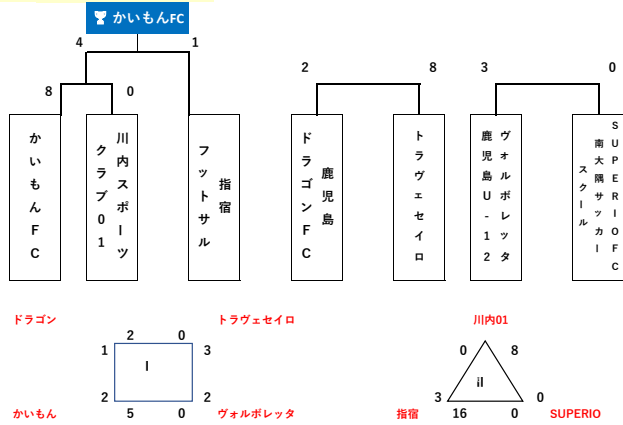 かいもんFC
4 1
2 8 3 0
8 0
かいもんFC
川内スポーツ
クラブ01
指宿
フットサル
鹿児島
ドラゴンFC
トラヴェセイロ
ヴォルボレッタ
鹿児島U-12
SUPERIOFC
南大隅サッカー
スクール
ドラゴン トラヴェセイロ 川内01
2 0
1 3 0 8
I iI
2 2 3 0
5 0 16 0
かいもん ヴォルボレッタ 指宿 SUPERIO